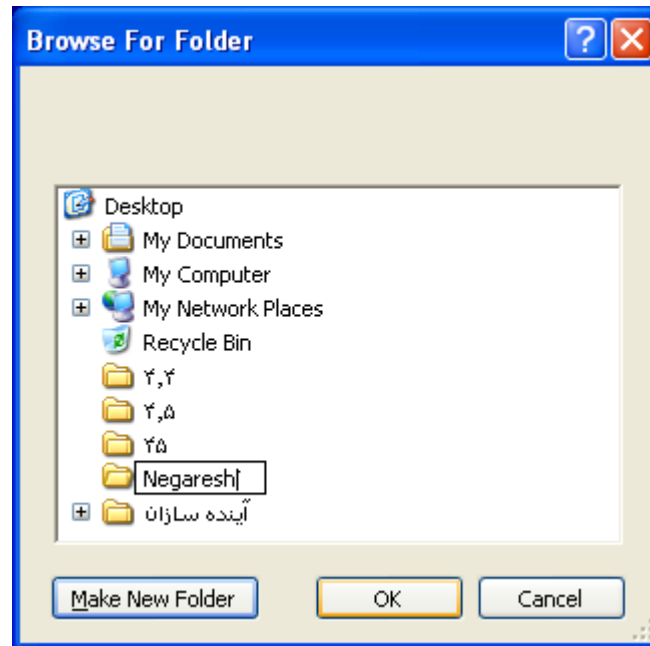 Browse For Folder
Desktop
My Documents
My Computer
My Network Places
Recycle Bin
۴,۴
۴,۵
۴۵
Negaresh
آینده سازان
Make New Folder OK Cancel